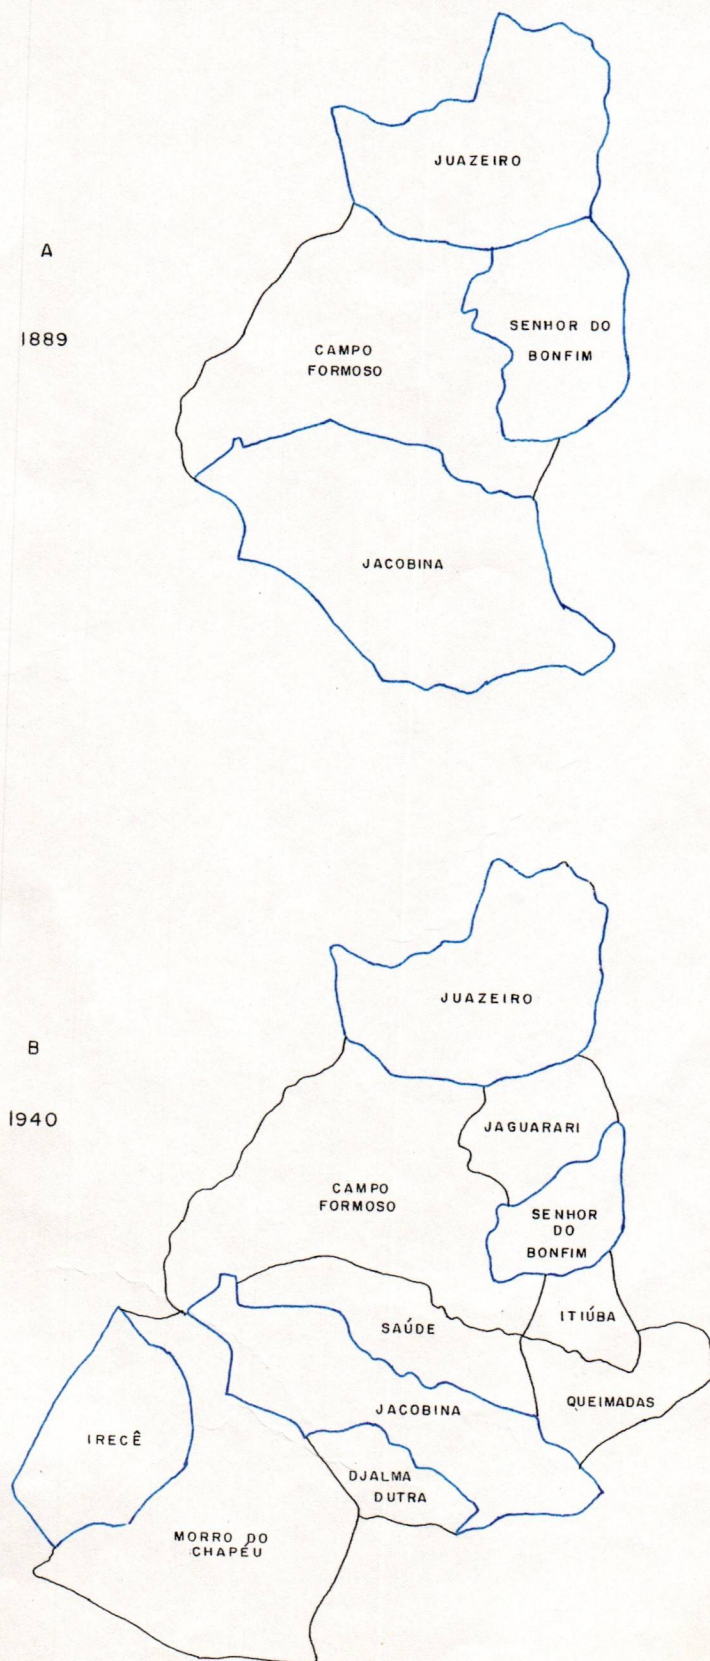 JUAZEIRO
A
1889
SENHOR DO
BONFIM
CAMPO
FORMOSO
JACOBINA
JUAZEIRO
B
1940
JAGUARARI
CAMPO
FORMOSO
SENHOR
DO
BONFIM
ITIÚBA
SAÚDE
QUEIMADAS
JACOBINA
IRECÊ
DJALMA
DUTRA
MORRO DO
CHAPÉU